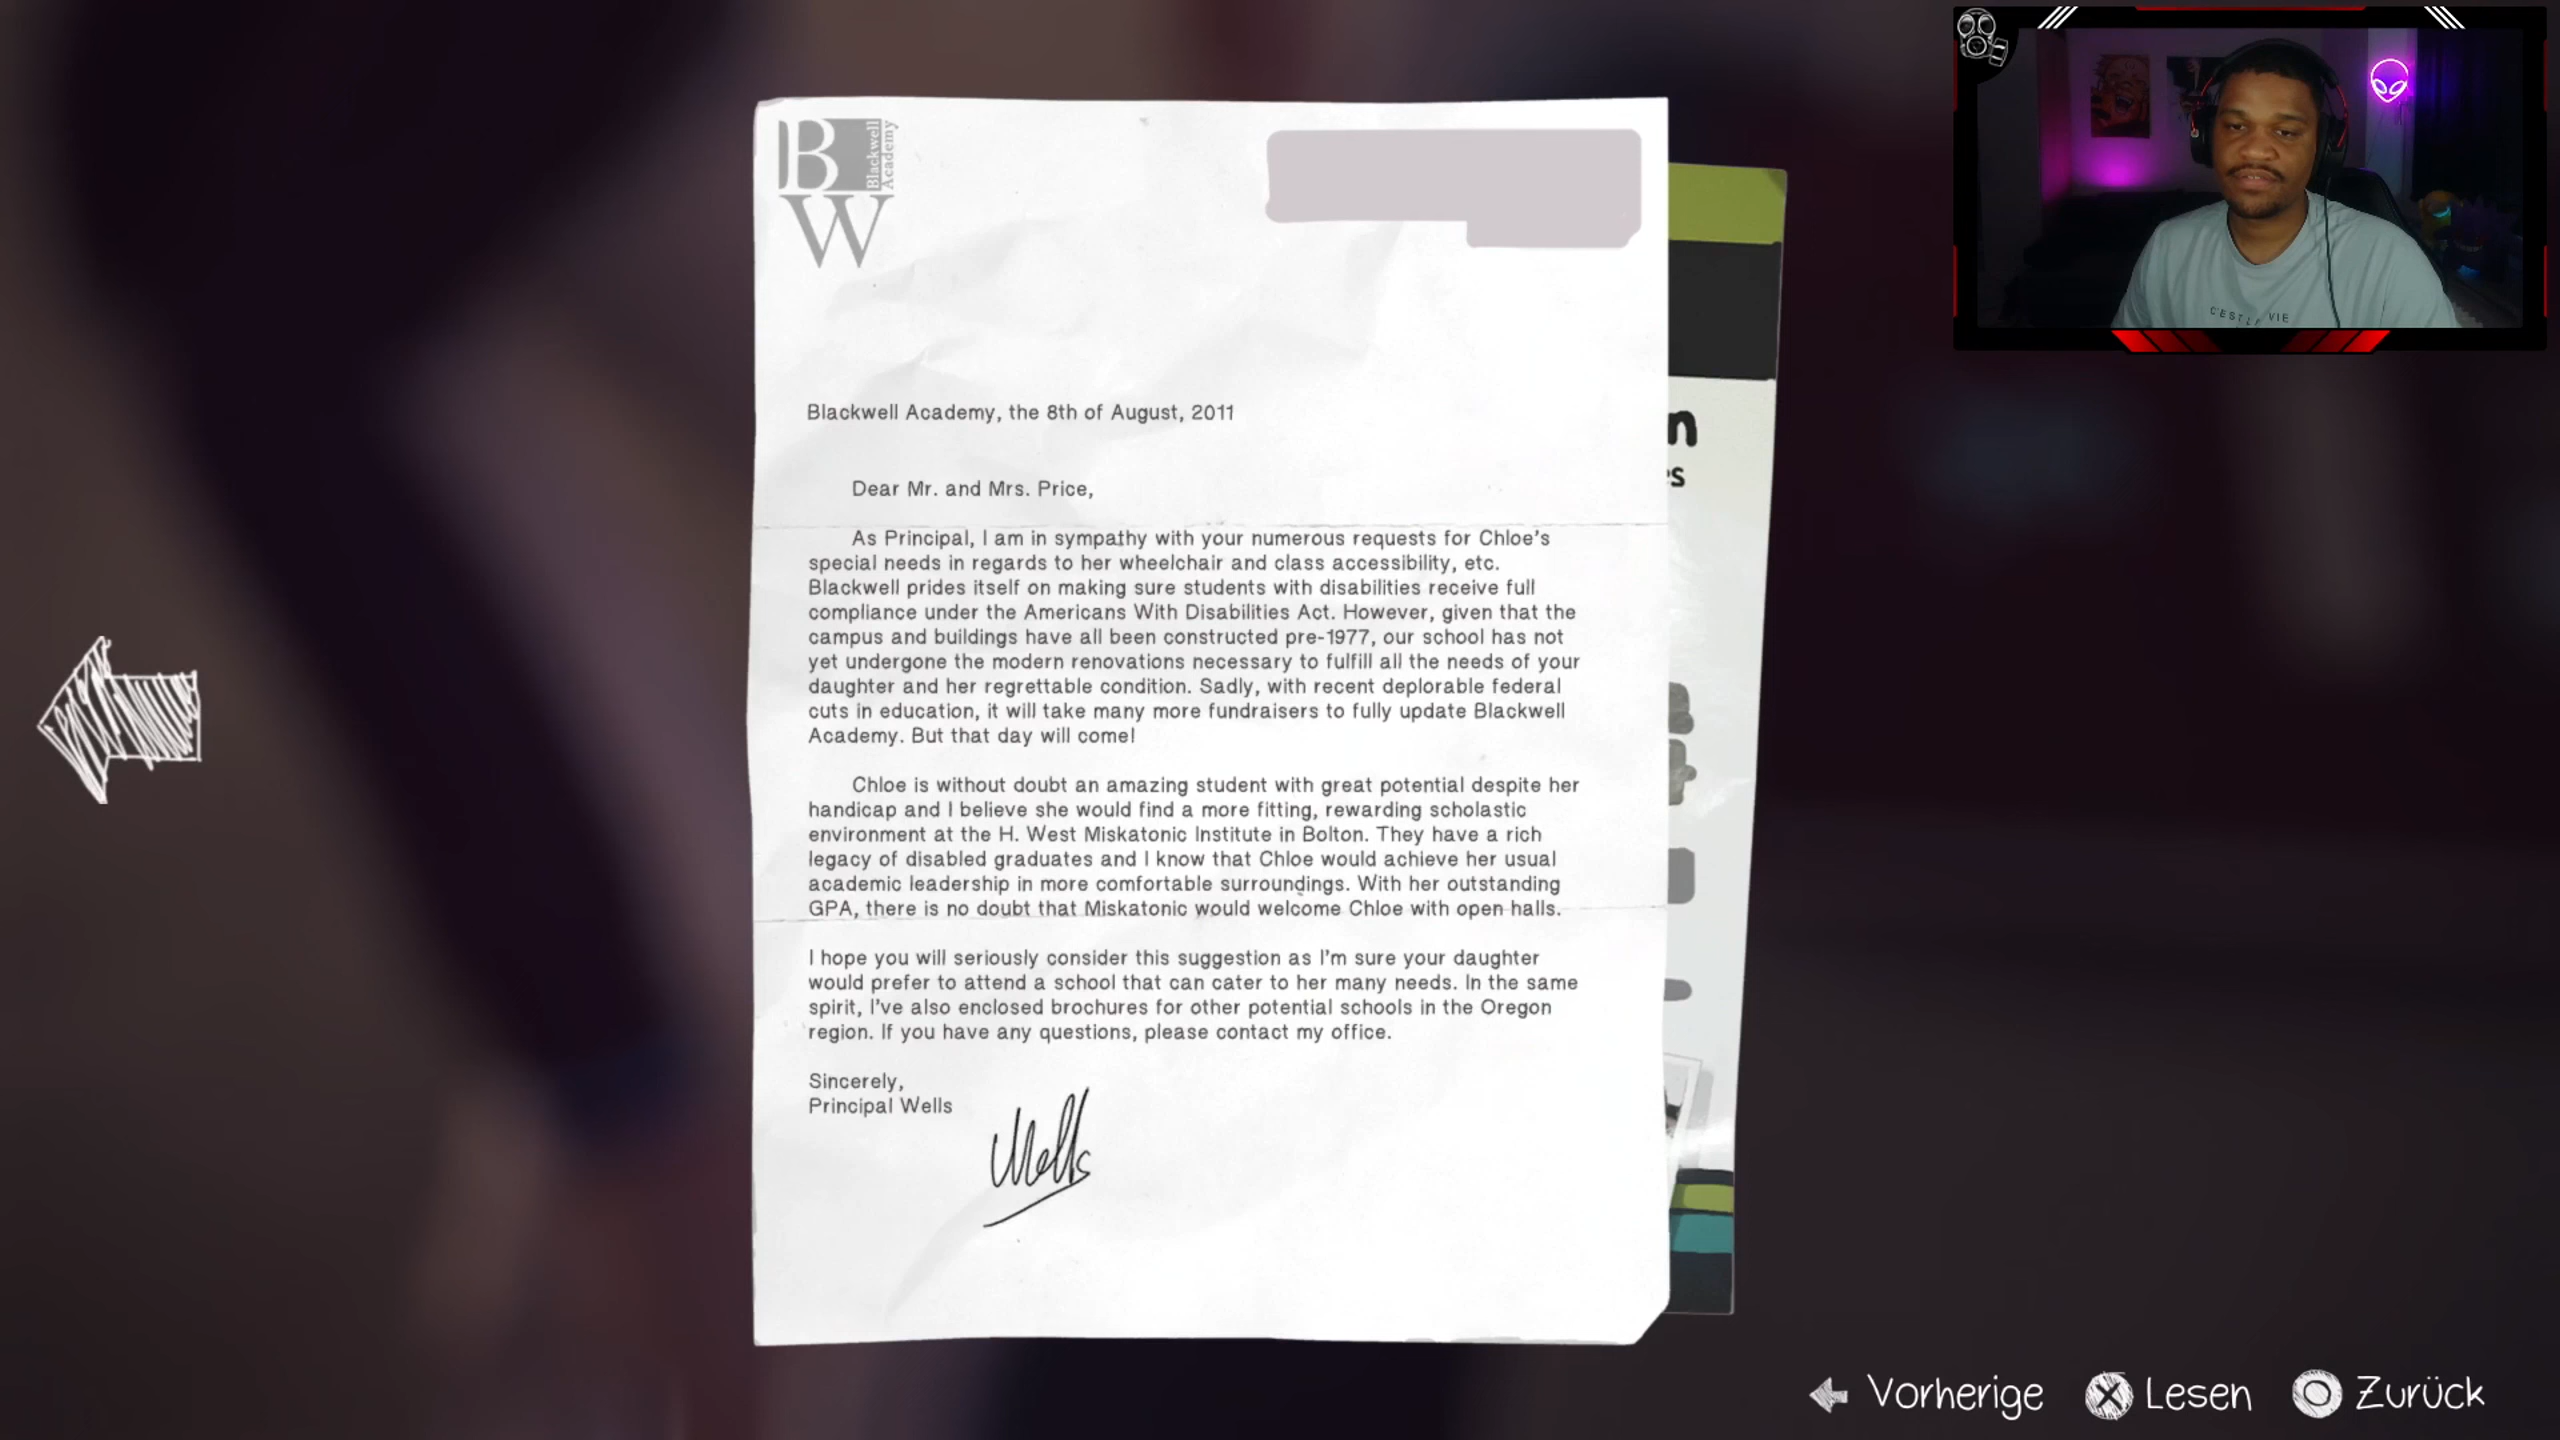 B
Blackwell
Academy
W
C'EST LA VIE
Blackwell Academy, the 8th of August, 2011
Dear Mr. and Mrs. Price,
As Principal, I am in sympathy with your numerous requests for Chloe's
special needs in regards to her wheelchair and class accessibility, etc.
Blackwell prides itself on making sure students with disabilities receive full
compliance under the Americans With Disabilities Act. However, given that the
campus and buildings have all been constructed pre-1977, our school has not
yet undergone the modern renovations necessary to fulfill all the needs of your
daughter and her regrettable condition. Sadly, with recent deplorable federal
cuts in education, it will take many more fundraisers to fully update Blackwell
Academy. But that day will come!
Chloe is without doubt an amazing student with great potential despite her
handicap and I believe she would find a more fitting, rewarding scholastic
environment at the H. West Miskatonic Institute in Bolton. They have a rich
legacy of disabled graduates and I know that Chloe would achieve her usual
academic leadership in more comfortable surroundings. With her outstanding
GPA, there is no doubt that Miskatonic would welcome Chloe with open halls.
I hope you will seriously consider this suggestion as I'm sure your daughter
would prefer to attend a school that can cater to her many needs. In the same
spirit, I've also enclosed brochures for other potential schools in the Oregon
region. If you have any questions, please contact my office.
Sincerely,
Principal Wells
Wells
n
es
Vorherige
X Lesen
Zurück